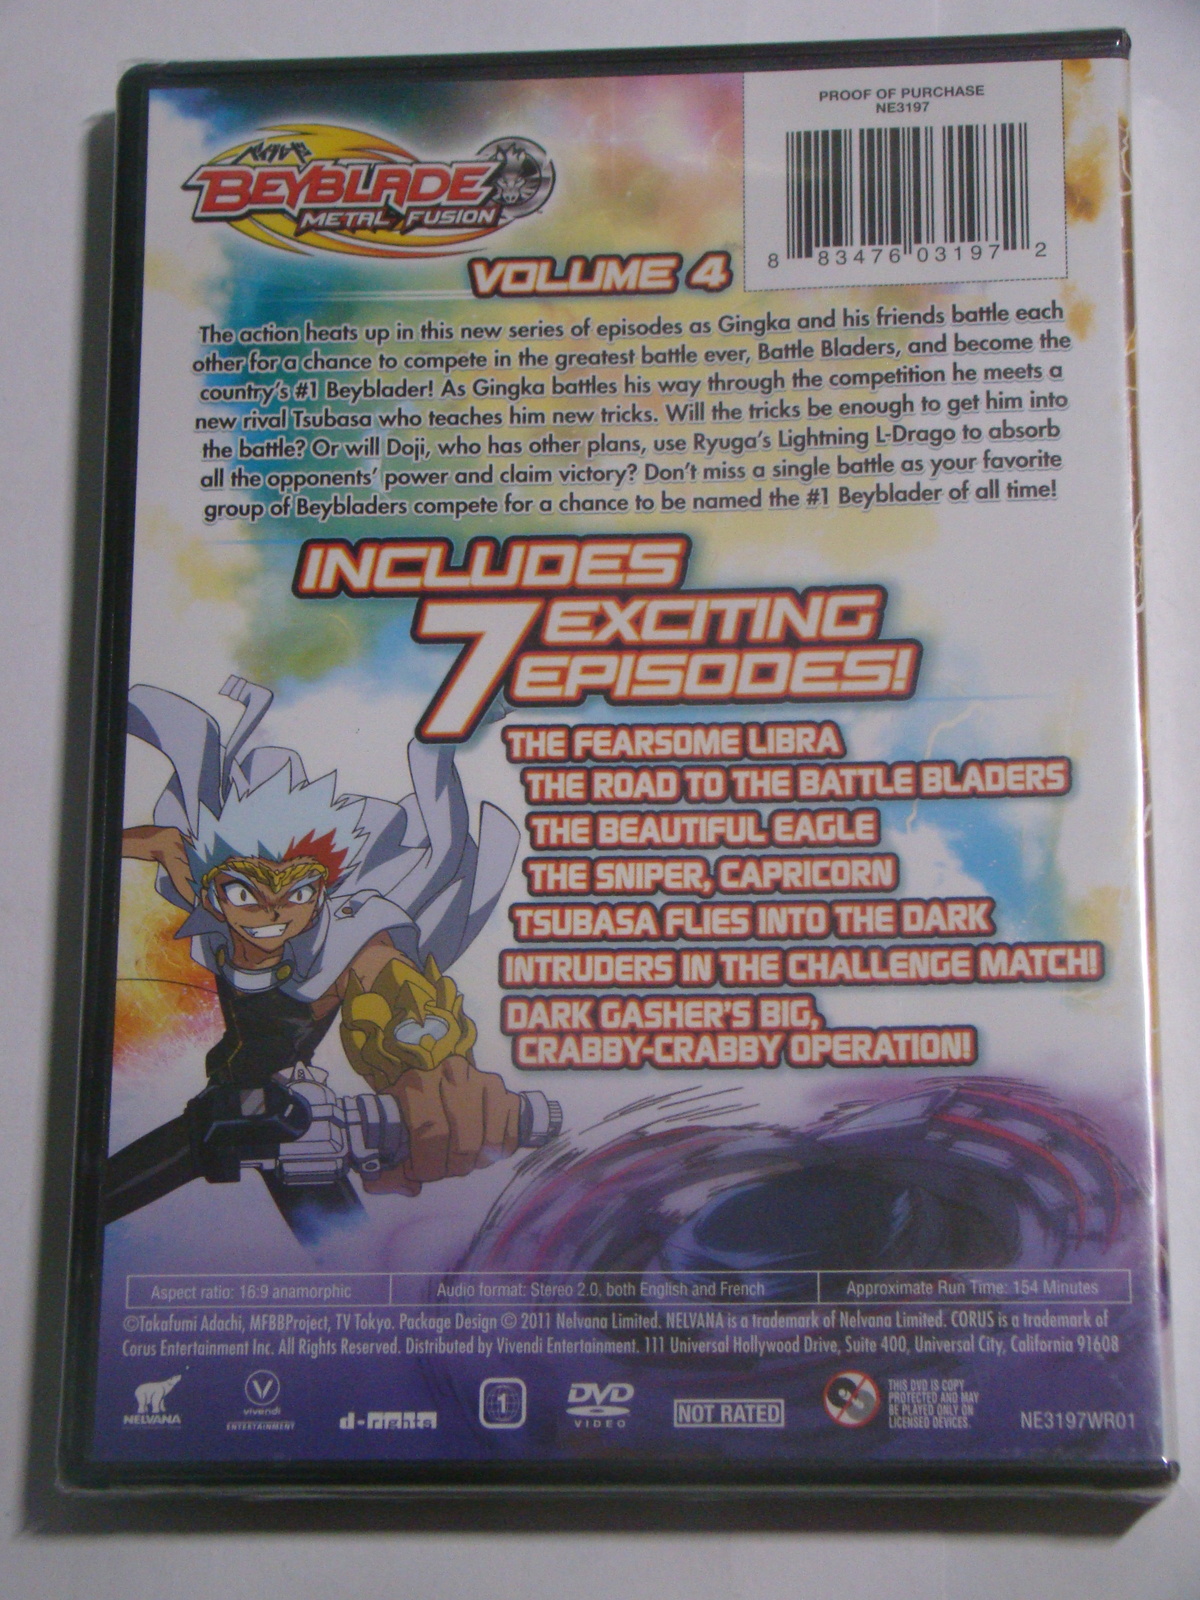 PROOF OF PURCHASE
NE3197
8 83476 03197 2
ベイブレード
BEYBLADE
METAL FUSION
VOLUME 4
The action heats up in this new series of episodes as Gingka and his friends battle each
other for a chance to compete in the greatest battle ever, Battle Bladers, and become the
country's #1 Beyblader! As Gingka battles his way through the competition he meets a
new rival Tsubasa who teaches him new tricks. Will the tricks be enough to get him into
the battle? Or will Doji, who has other plans, use Ryuga's Lightning L-Drago to absorb
all the opponents' power and claim victory? Don't miss a single battle as your favorite
group of Beybladers compete for a chance to be named the #1 Beyblader of all time!
INCLUDES
7 EXCITING
EPISODES!
THE FEARSOME LIBRA
THE ROAD TO THE BATTLE BLADERS
THE BEAUTIFUL EAGLE
THE SNIPER, CAPRICORN
TSUBASA FLIES INTO THE DARK
INTRUDERS IN THE CHALLENGE MATCH!
DARK GASHER'S BIG,
CRABBY-CRABBY OPERATION!
Aspect ratio: 16:9 anamorphic
Audio format: Stereo 2.0, both English and French
Approximate Run Time: 154 Minutes
©Takafumi Adachi, MFBBProject, TV Tokyo. Package Design © 2011 Nelvana Limited. NELVANA is a trademark of Nelvana Limited. CORUS is a trademark of
Corus Entertainment Inc. All Rights Reserved. Distributed by Vivendi Entertainment. 111 Universal Hollywood Drive, Suite 400, Universal City, California 91608
NELVANA
vivendi
ENTERTAINMENT
d-rights
1
DVD
VIDEO
NOT RATED
THIS DVD IS COPY
PROTECTED AND MAY
BE PLAYED ONLY ON
LICENSED DEVICES.
NE3197WR01